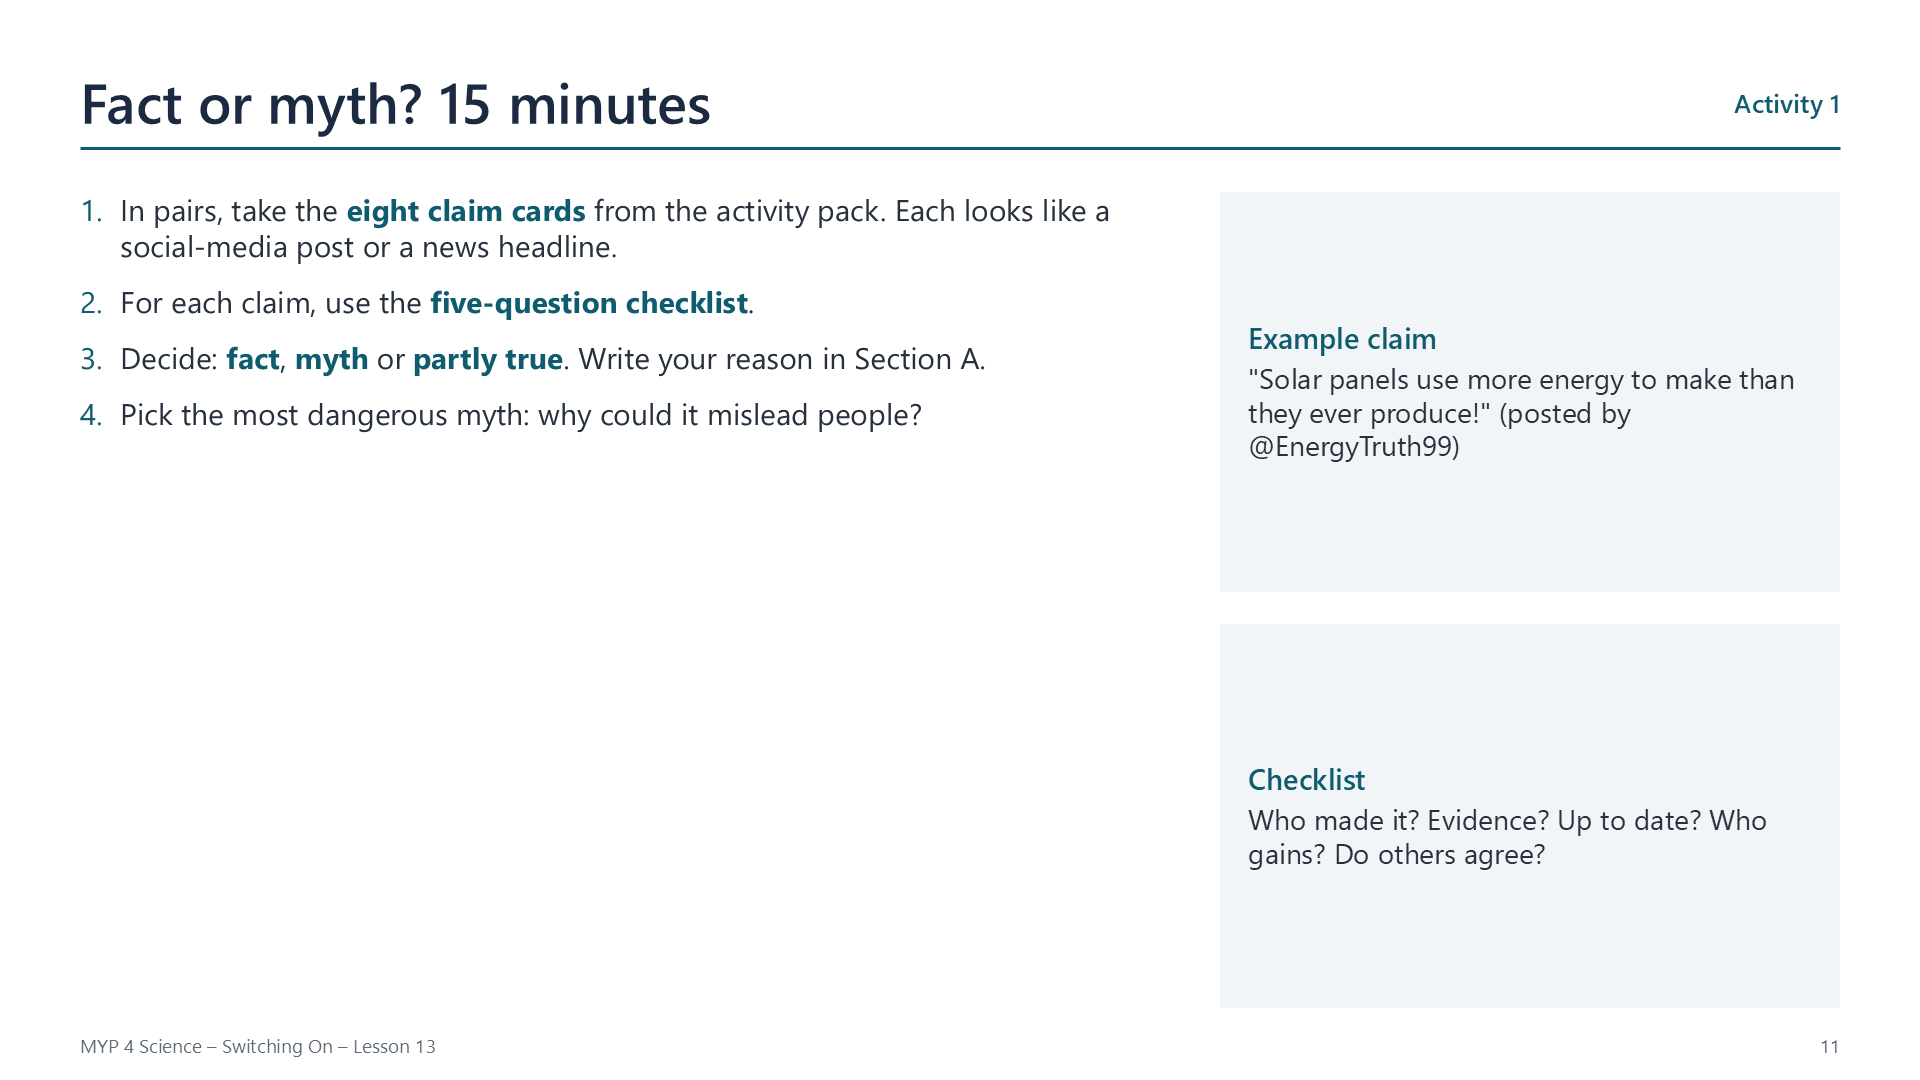 Fact or myth? 15 minutes
Activity 1
1. In pairs, take the eight claim cards from the activity pack. Each looks like a
social-media post or a news headline.
2. For each claim, use the five-question checklist.
3. Decide: fact, myth or partly true. Write your reason in Section A.
4. Pick the most dangerous myth: why could it mislead people?
Example claim
"Solar panels use more energy to make than
they ever produce!" (posted by
@EnergyTruth99)
Checklist
Who made it? Evidence? Up to date? Who
gains? Do others agree?
MYP 4 Science – Switching On – Lesson 13
11